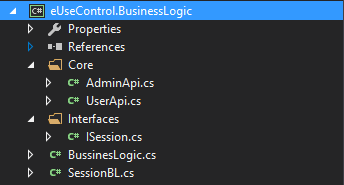 C# eUseControl.BusinessLogic
Properties
References
Core
C# AdminApi.cs
C# UserApi.cs
Interfaces
C# ISession.cs
C# BussinesLogic.cs
C# SessionBL.cs